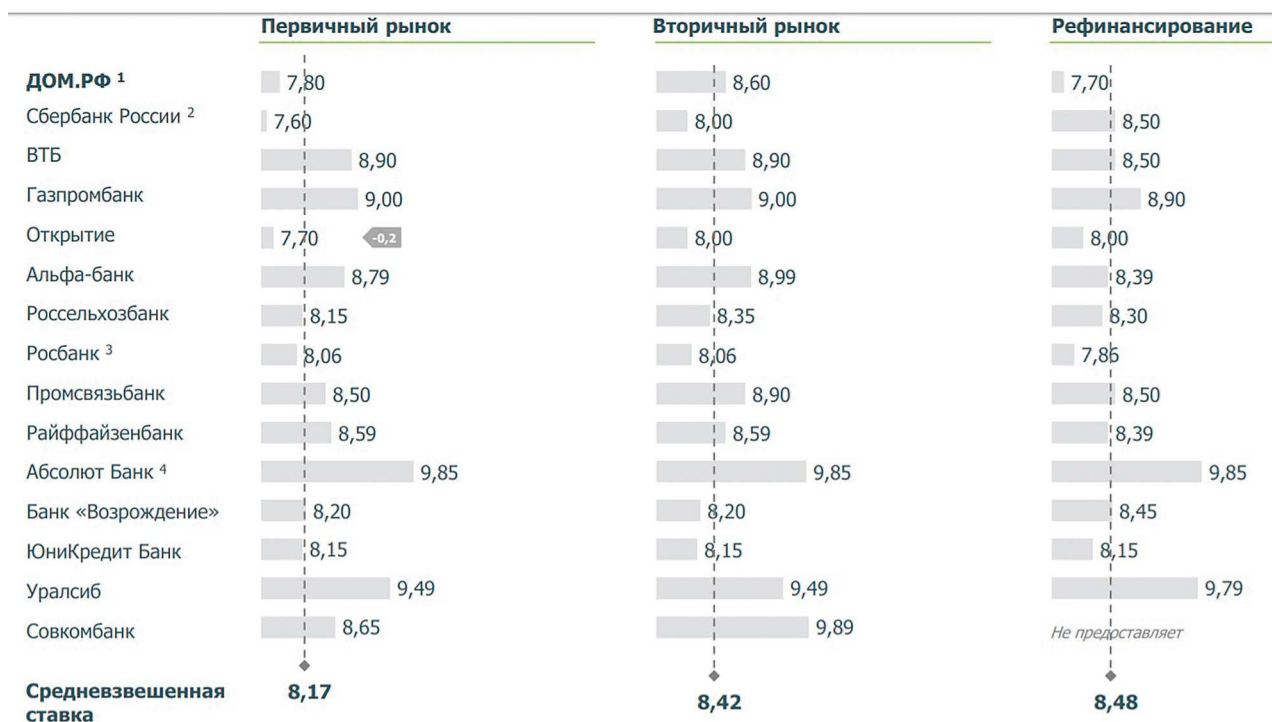 Первичный рынок Вторичный рынок Рефинансирование
ДОМ.РФ 1 7,80 8,60 7,70
Сбербанк России 2 7,60 8,00 8,50
ВТБ 8,90 8,90 8,50
Газпромбанк 9,00 9,00 8,90
Открытие 7,70 -0,2 8,00 8,00
Альфа-банк 8,79 8,99 8,39
Россельхозбанк 8,15 8,35 8,30
Росбанк 3 8,06 8,06 7,86
Промсвязьбанк 8,50 8,90 8,50
Райффайзенбанк 8,59 8,59 8,39
Абсолют Банк 4 9,85 9,85 9,85
Банк «Возрождение» 8,20 8,20 8,45
ЮниКредит Банк 8,15 8,15 8,15
Уралсиб 9,49 9,49 9,79
Совкомбанк 8,65 9,89 Не предоставляет
Средневзвешенная 8,17 8,42 8,48
ставка